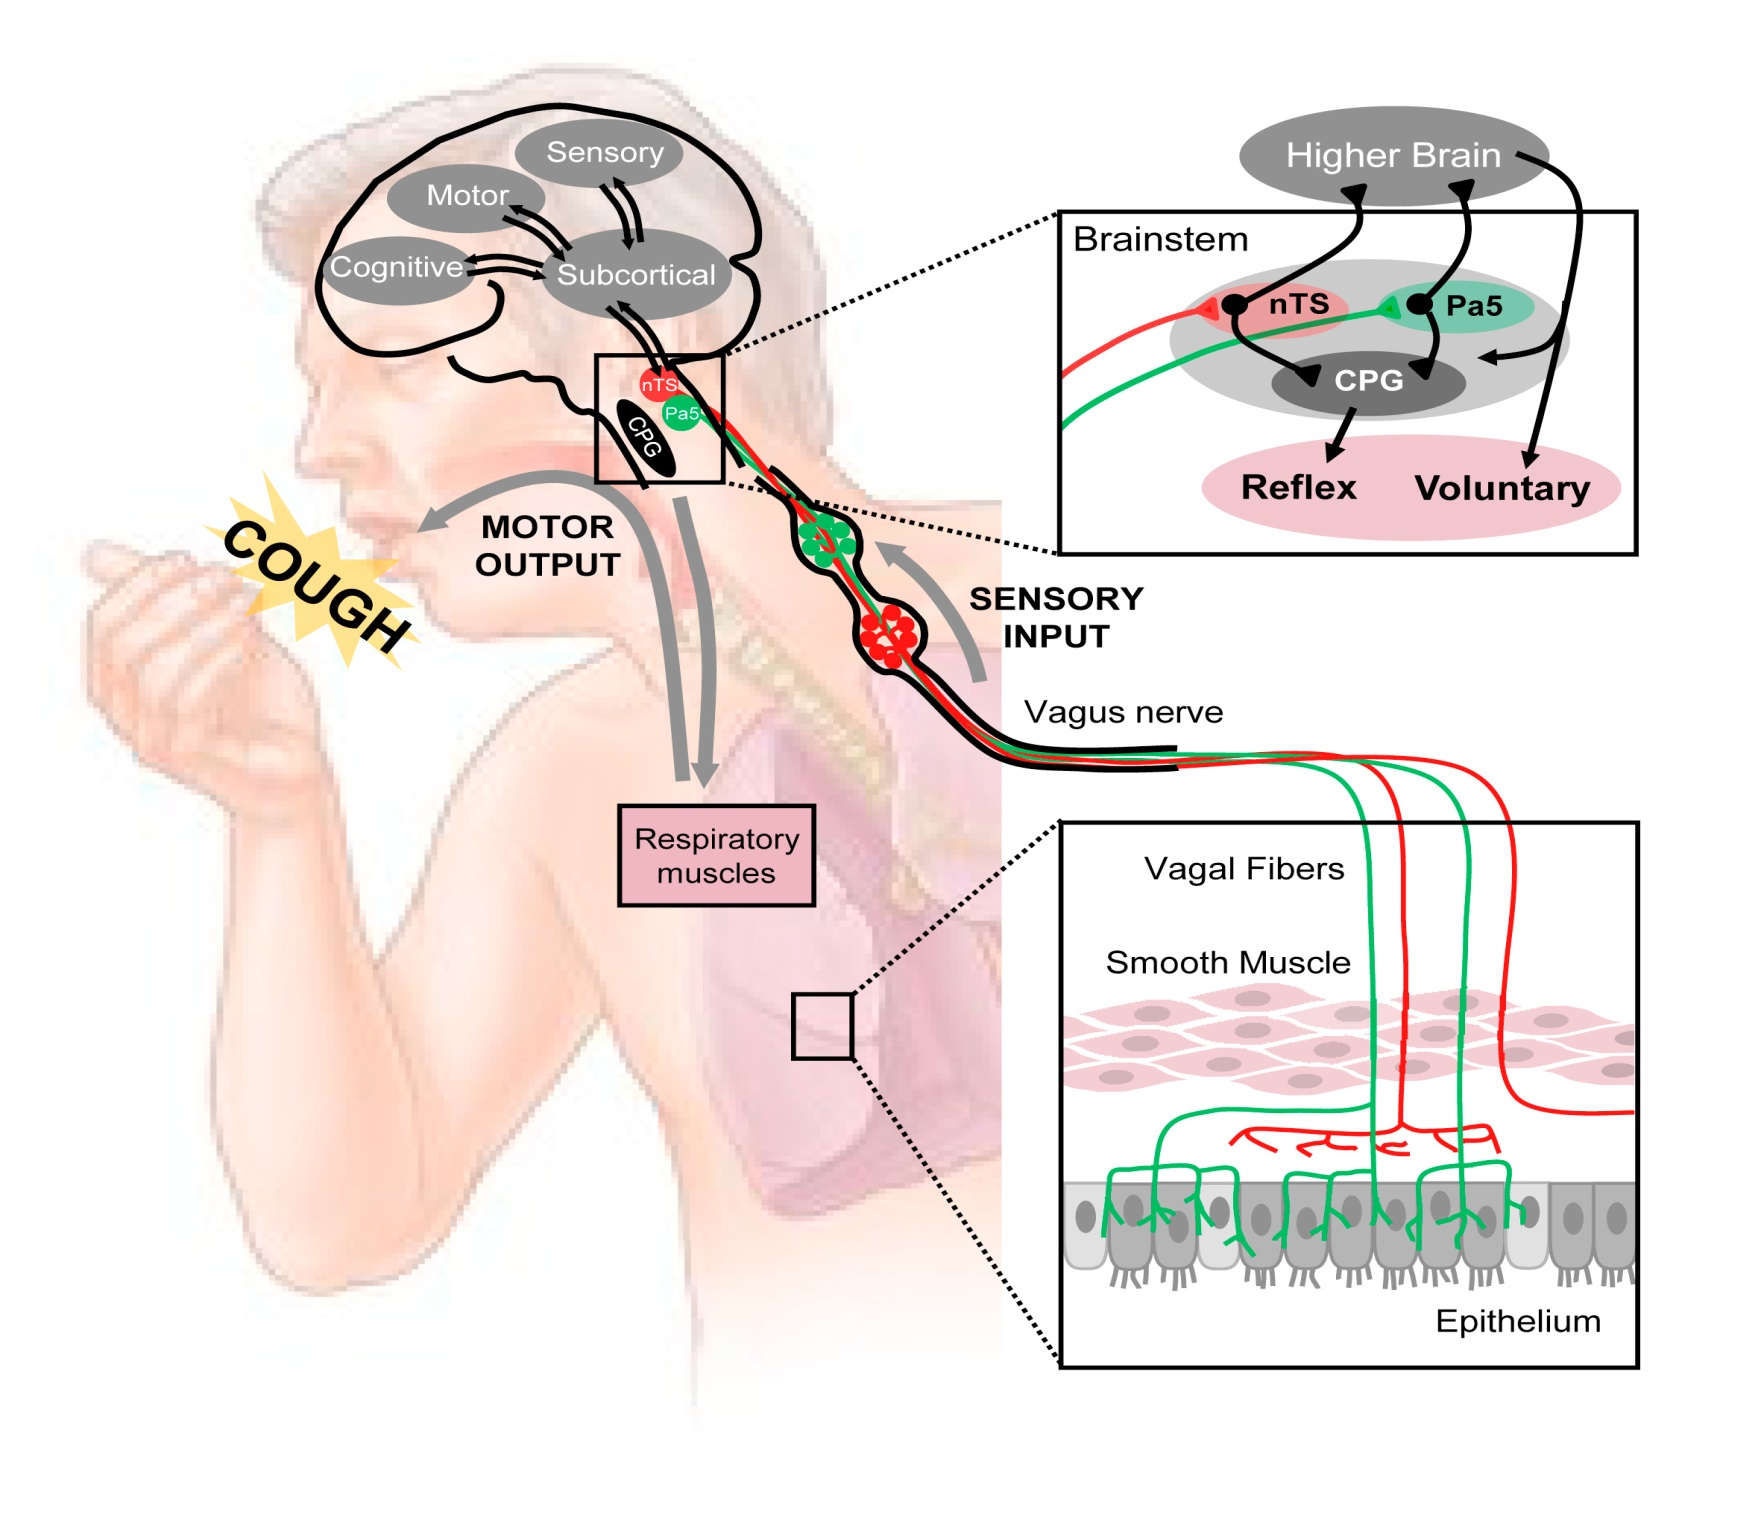 Sensory
Motor
Cognitive
Subcortical
nTS
Pa5
CPG
Higher Brain
Brainstem
nTS
Pa5
CPG
Reflex
Voluntary
COUGH
MOTOR
OUTPUT
SENSORY
INPUT
Vagus nerve
Respiratory
muscles
Vagal Fibers
Smooth Muscle
Epithelium